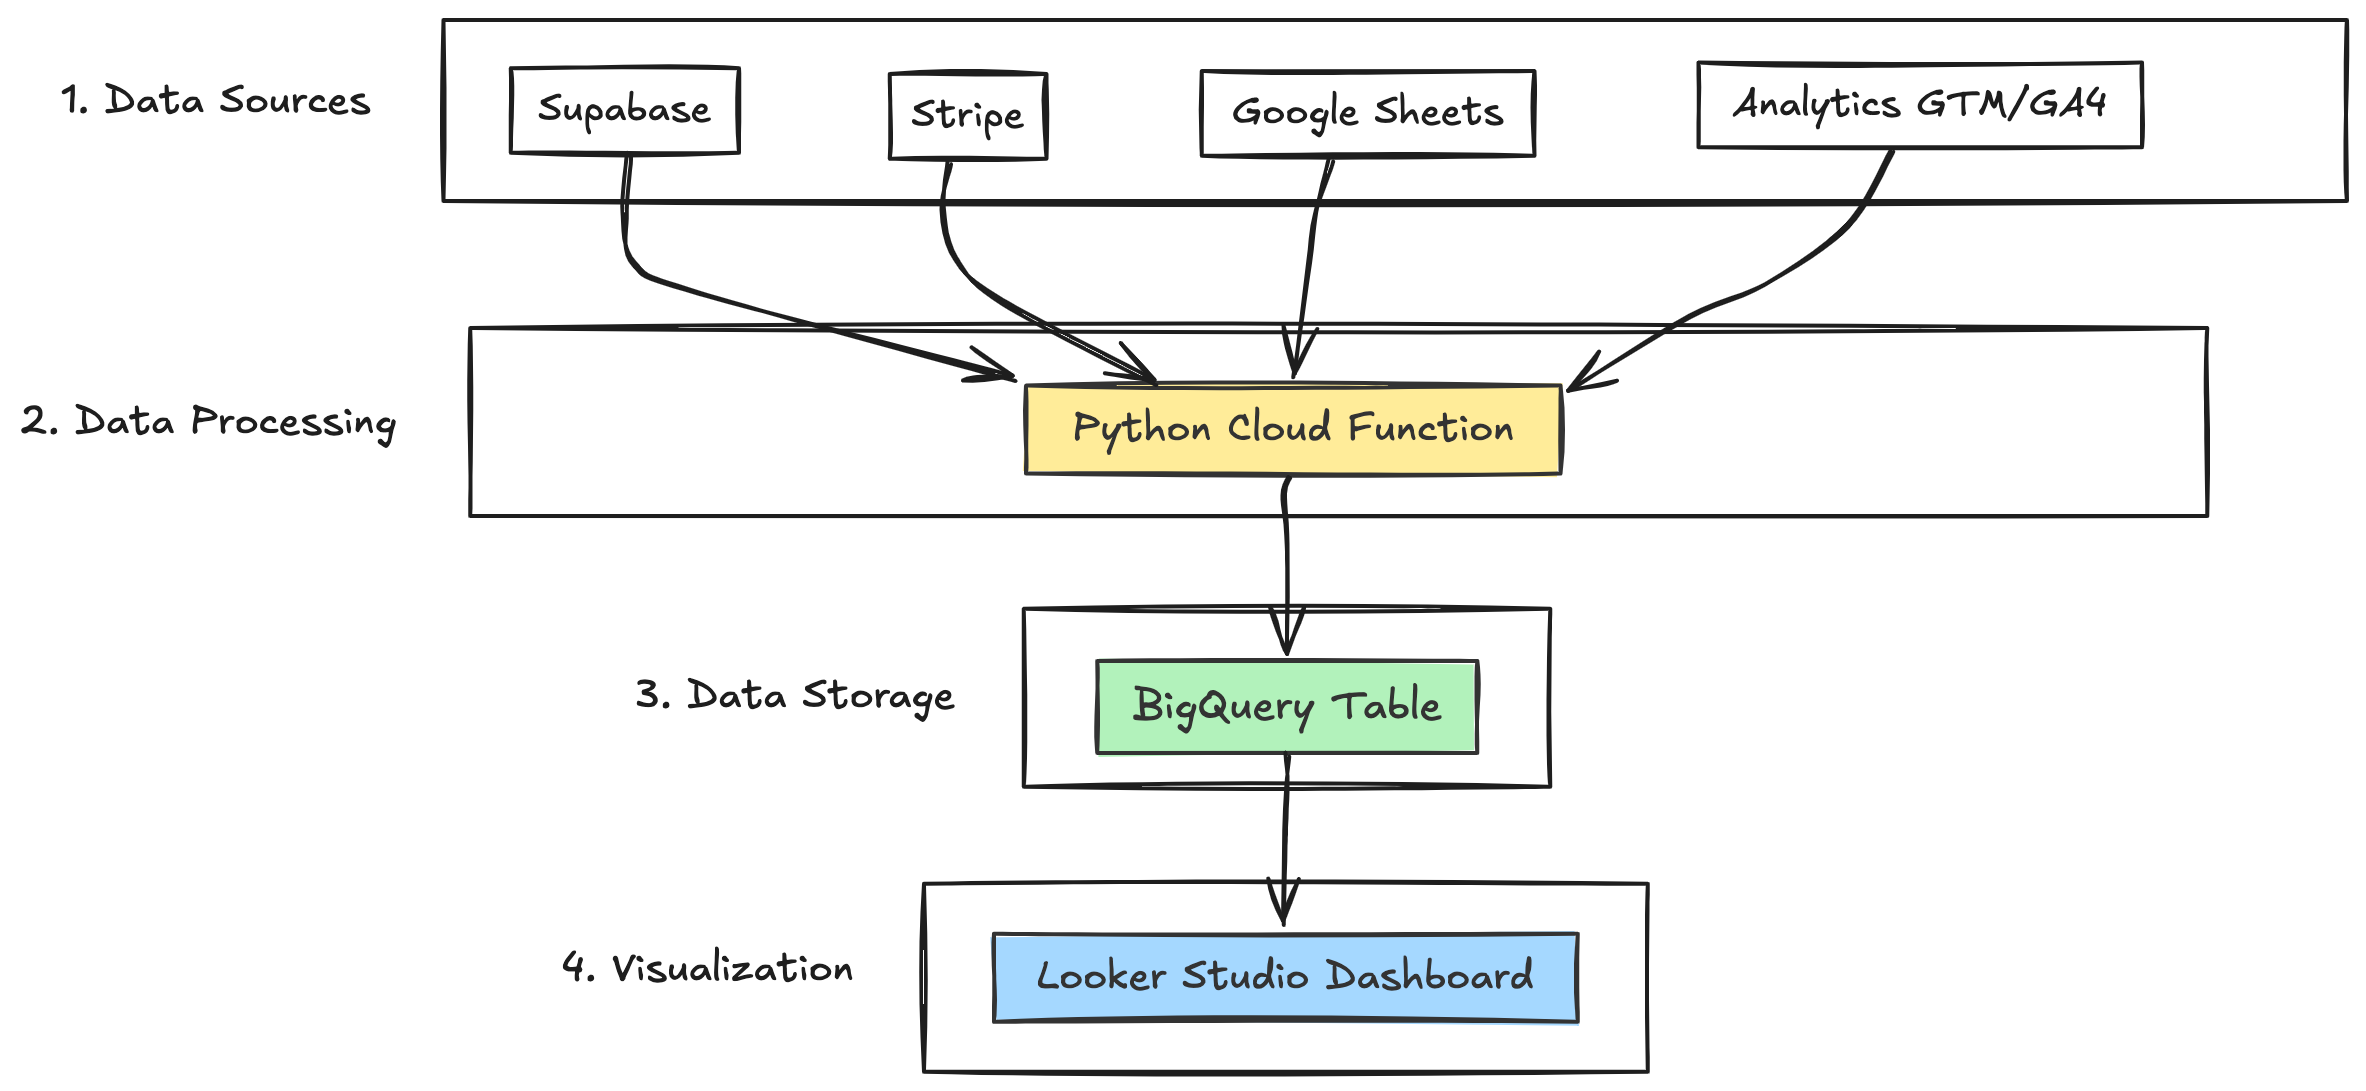 1. Data Sources
Supabase
Stripe
Google Sheets
Analytics GTM/GA4
2. Data Processing
Python Cloud Function
3. Data Storage
BigQuery Table
4. Visualization
Looker Studio Dashboard